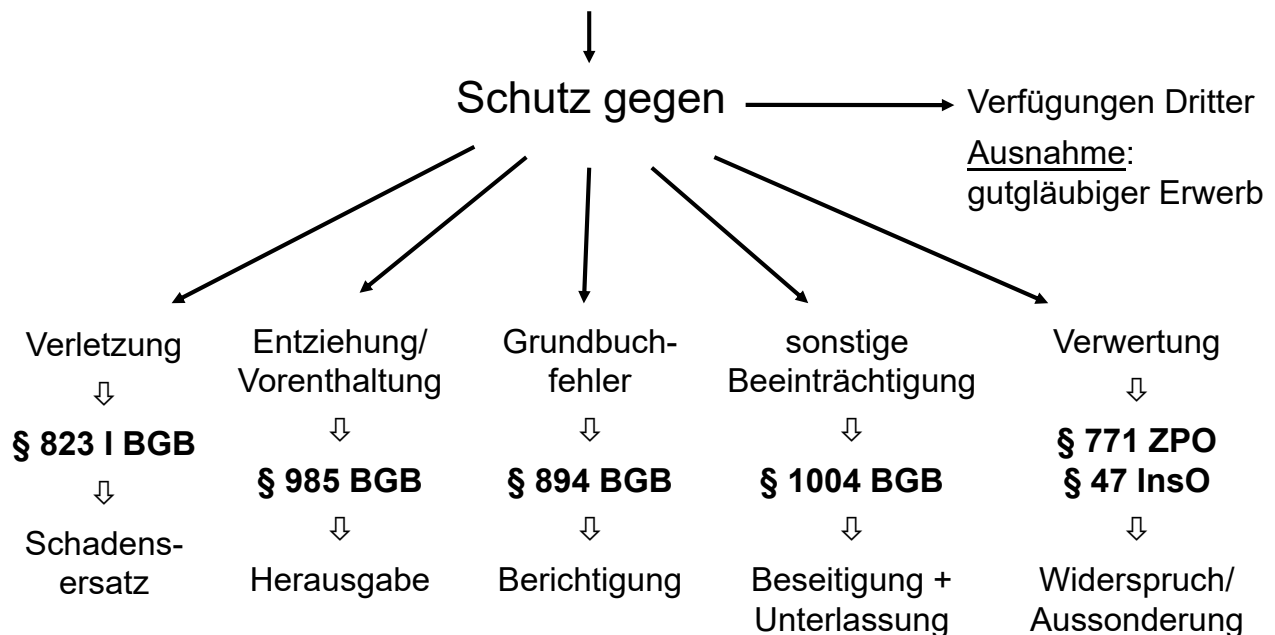 Schutz gegen
Verfügungen Dritter
Ausnahme:
gutgläubiger Erwerb
Verletzung
§ 823 I BGB
Schadens-
ersatz
Entziehung/
Vorenthaltung
§ 985 BGB
Herausgabe
Grundbuch-
fehler
§ 894 BGB
Berichtigung
sonstige
Beeinträchtigung
§ 1004 BGB
Beseitigung +
Unterlassung
Verwertung
§ 771 ZPO
§ 47 InsO
Widerspruch/
Aussonderung